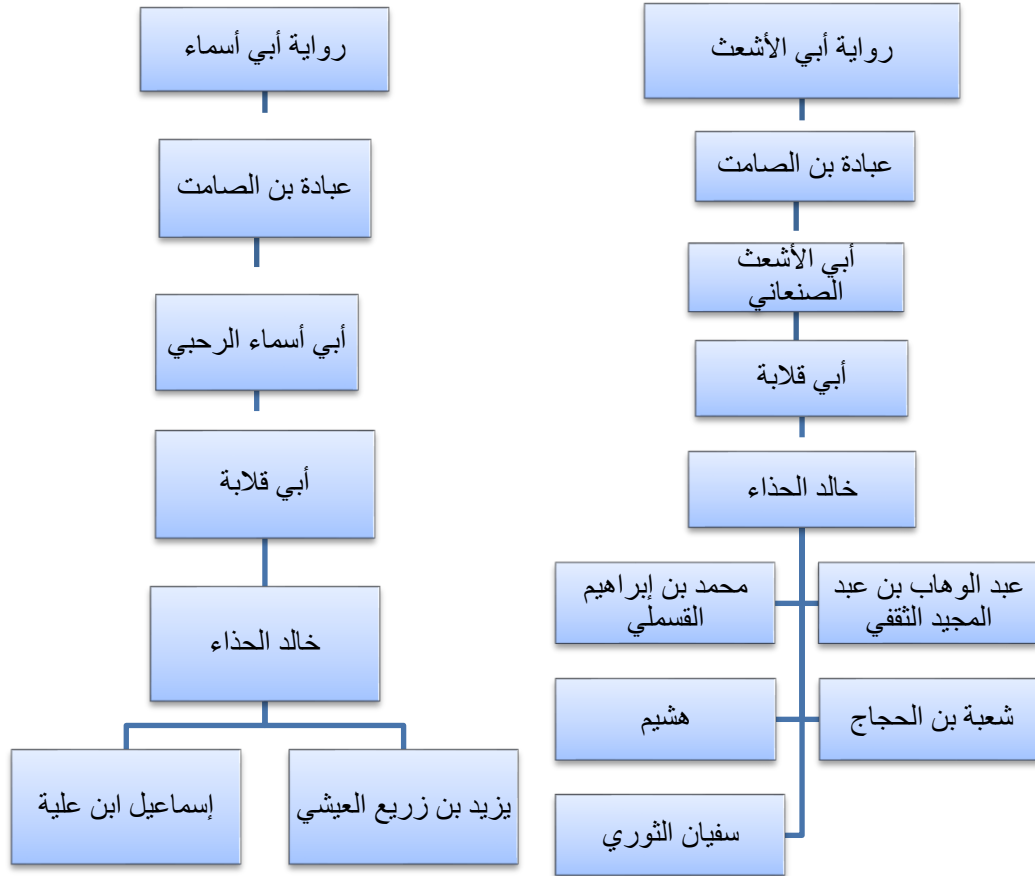 رواية أبي الأشعث
عبادة بن الصامت
أبي الأشعث
الصنعاني
أبي قلابة
خالد الحذاء
عبد الوهاب بن عبد
المجيد الثقفي
محمد بن إبراهيم
القسملي
شعبة بن الحجاج
هشيم
سفيان الثوري
رواية أبي أسماء
عبادة بن الصامت
أبي أسماء الرحبي
أبي قلابة
خالد الحذاء
يزيد بن زريع العيشي
إسماعيل ابن علية